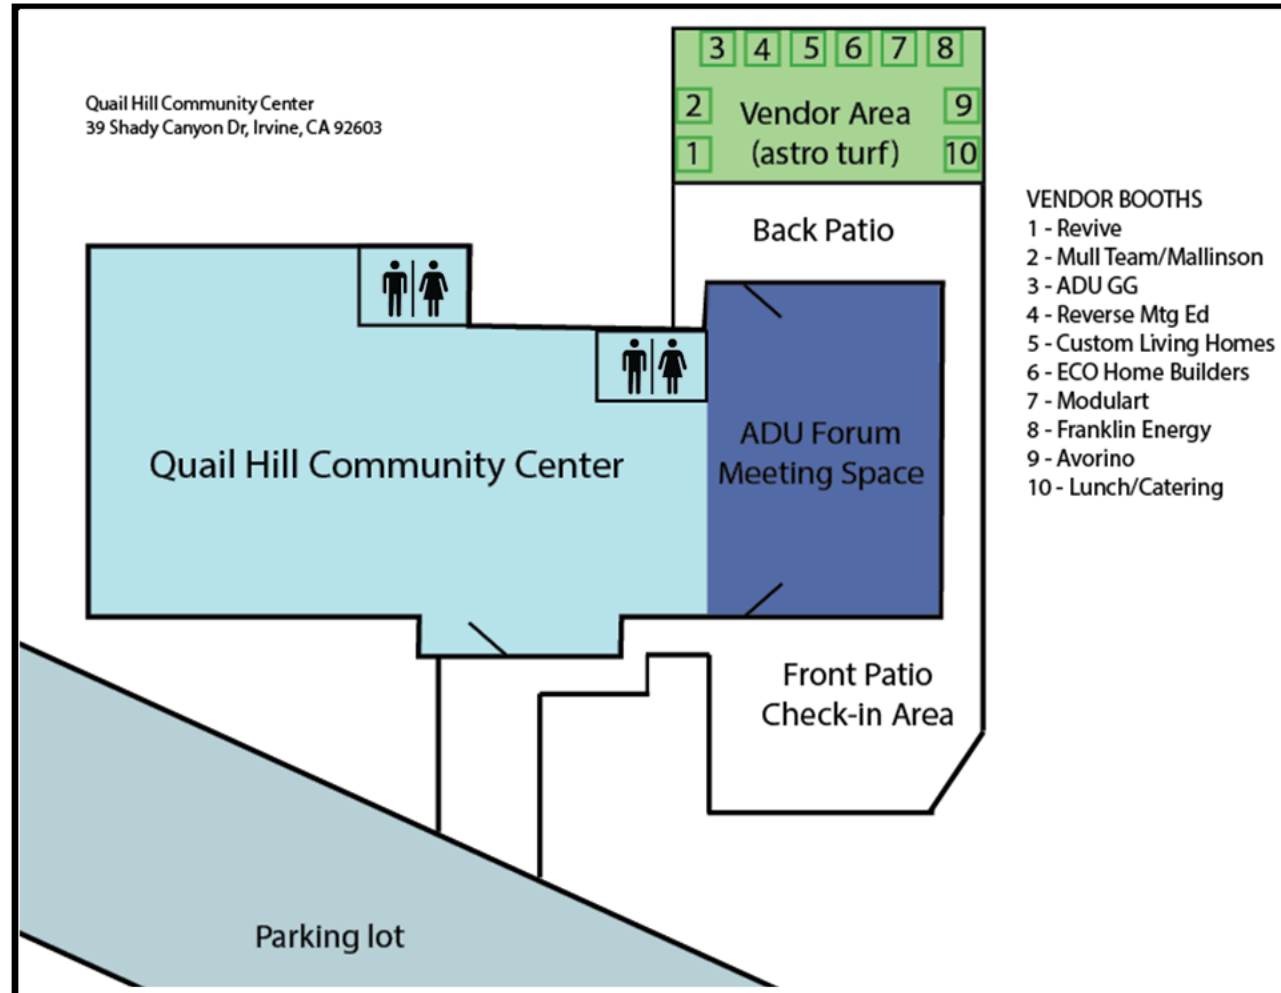 Quail Hill Community Center
39 Shady Canyon Dr, Irvine, CA 92603
3 4 5 6 7 8
2 Vendor Area 9
1 (astro turf) 10
Back Patio
VENDOR BOOTHS
1 - Revive
2 - Mull Team/Mallinson
3 - ADU GG
4 - Reverse Mtg Ed
5 - Custom Living Homes
6 - ECO Home Builders
7 - Modulart
8 - Franklin Energy
9 - Avorino
10 - Lunch/Catering
Quail Hill Community Center
ADU Forum
Meeting Space
Front Patio
Check-in Area
Parking lot